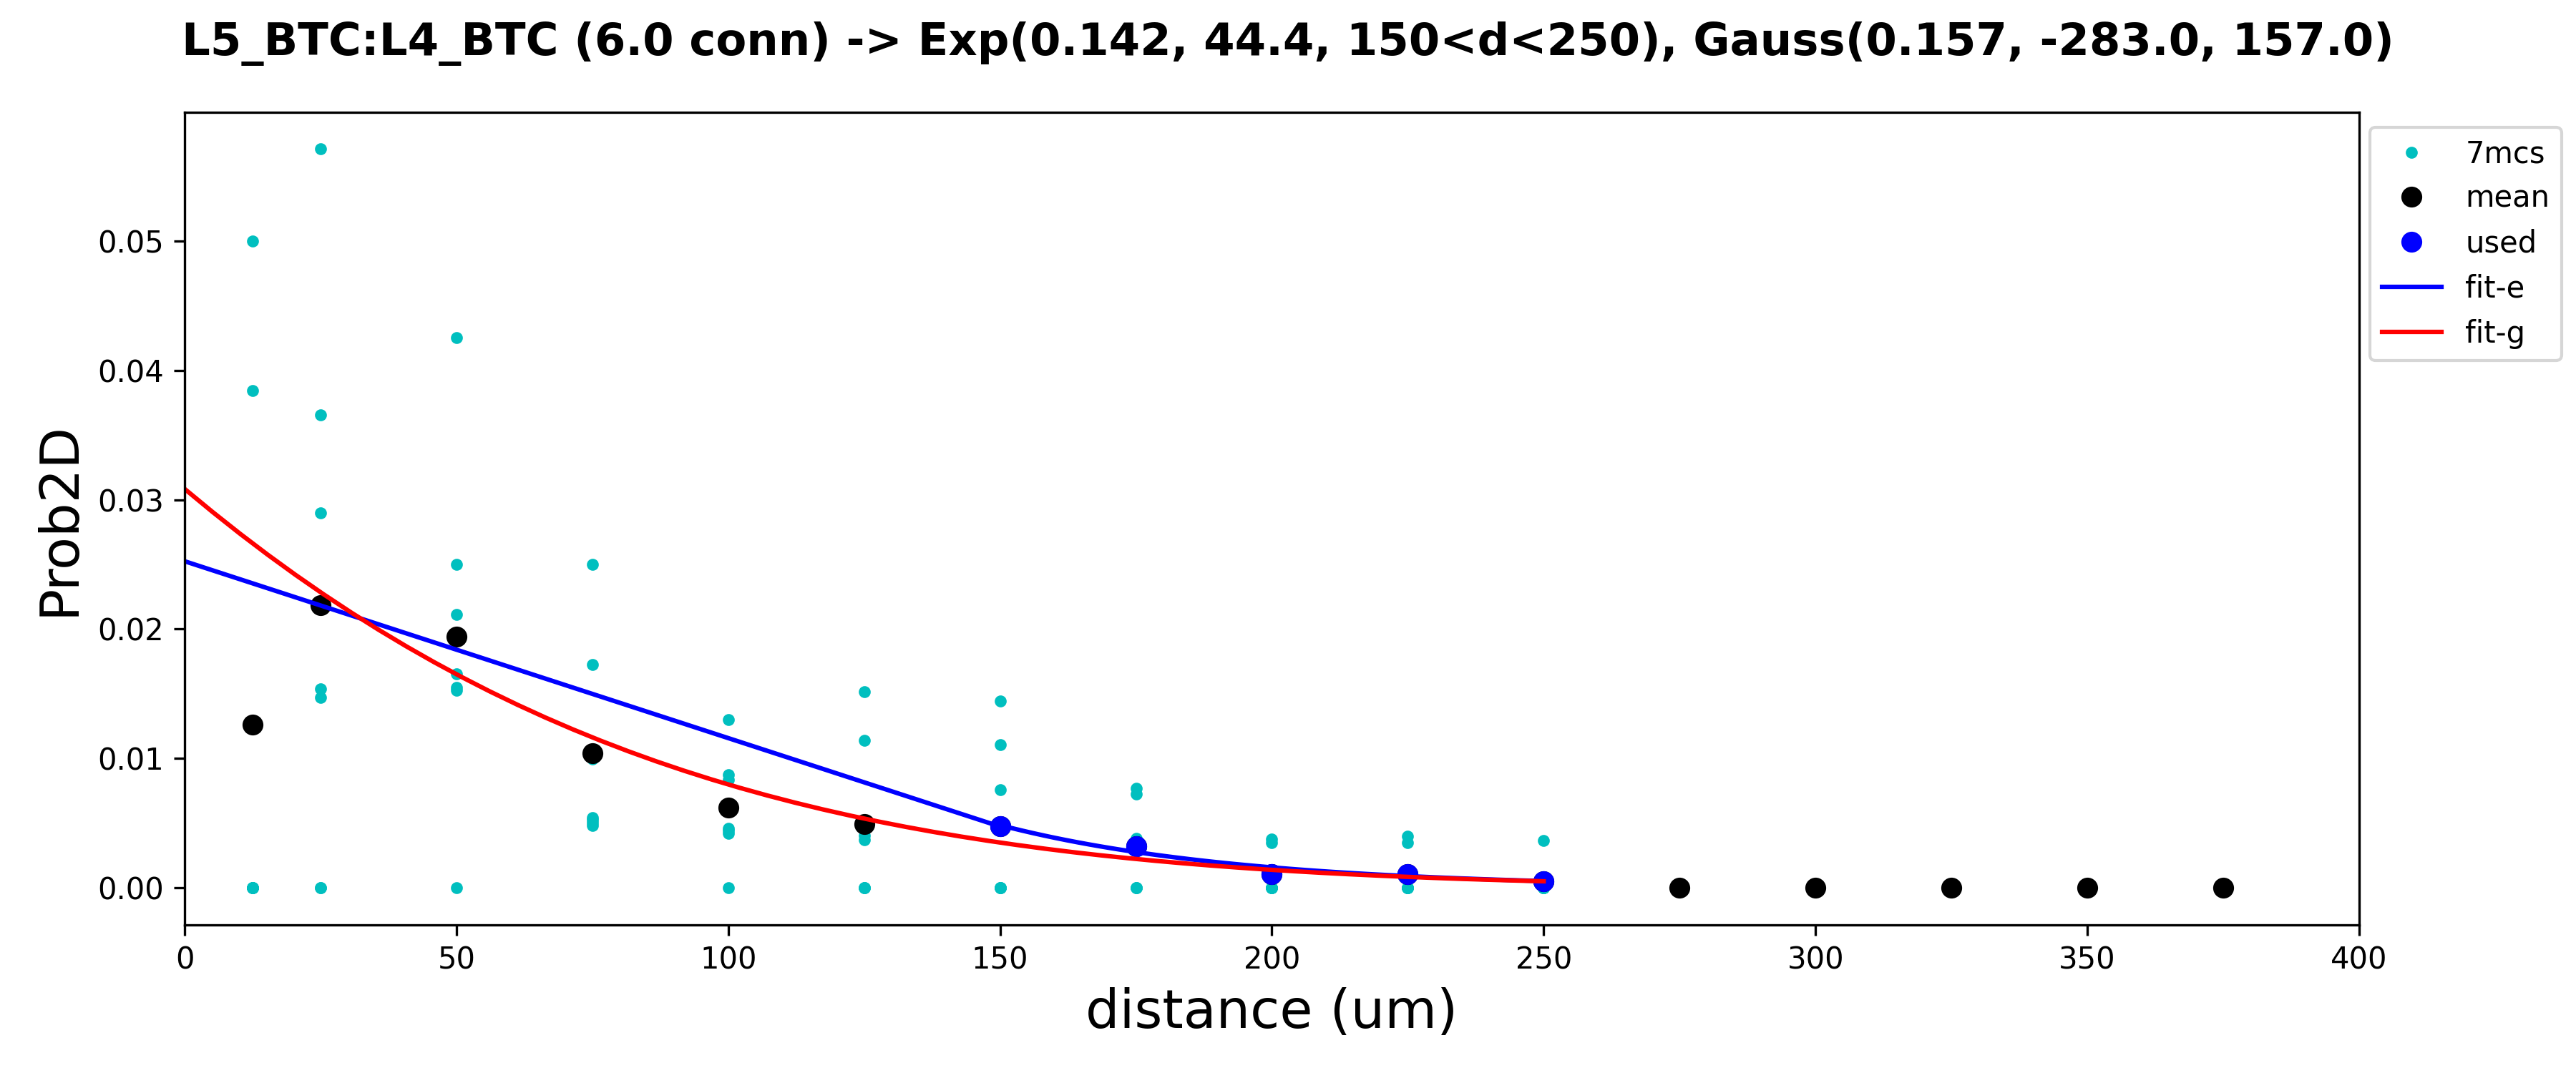 L5_BTC:L4_BTC (6.0 conn) -> Exp(0.142, 44.4, 150<d<250), Gauss(0.157, -283.0, 157.0)
7mcs
mean
used
fit-e
fit-g
Prob2D
0.05
0.04
0.03
0.02
0.01
0.00
0 50 100 150 200 250 300 350 400
distance (um)